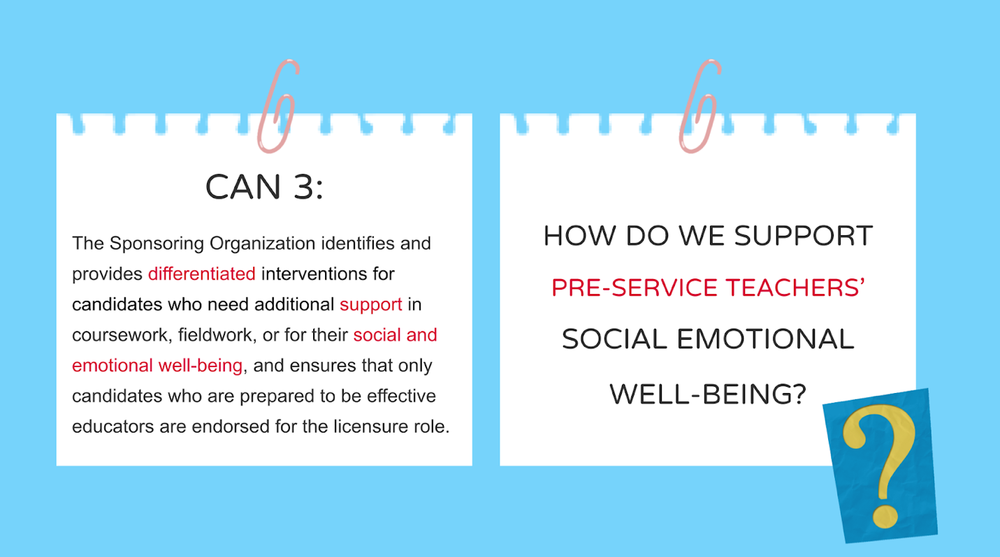 CAN 3:
The Sponsoring Organization identifies and
provides differentiated interventions for
candidates who need additional support in
coursework, fieldwork, or for their social and
emotional well-being, and ensures that only
candidates who are prepared to be effective
educators are endorsed for the licensure role.
HOW DO WE SUPPORT
PRE-SERVICE TEACHERS’
SOCIAL EMOTIONAL
WELL-BEING?
?